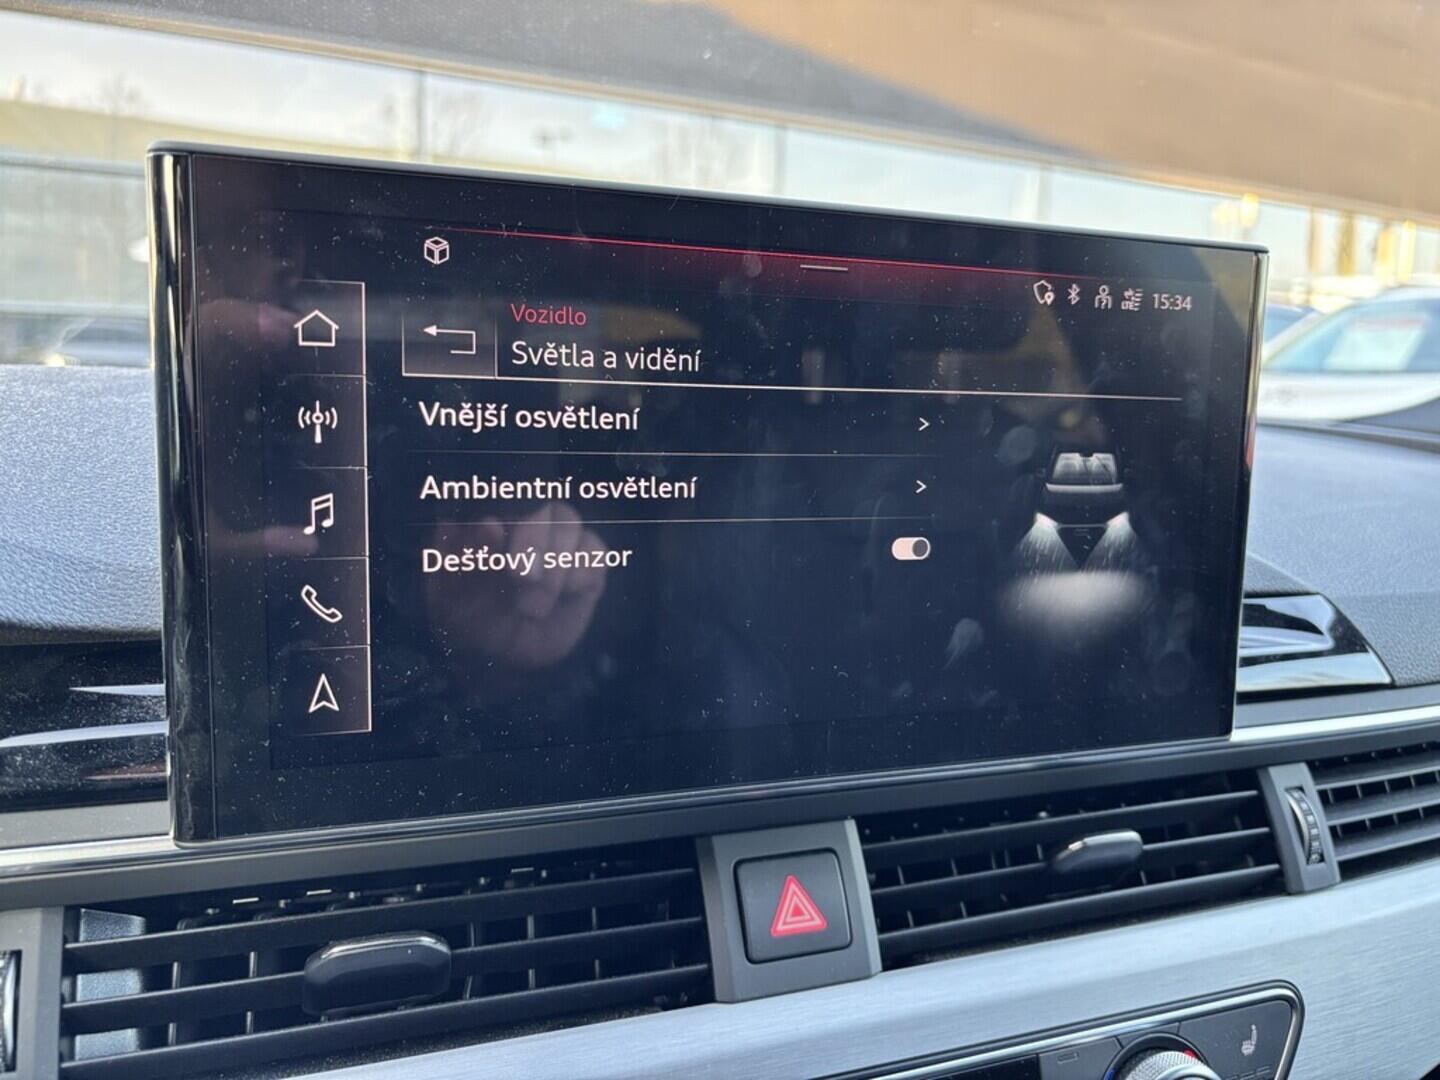 15:34
Vozidlo
Světla a vidění
Vnější osvětlení
Ambientní osvětlení
Dešťový senzor